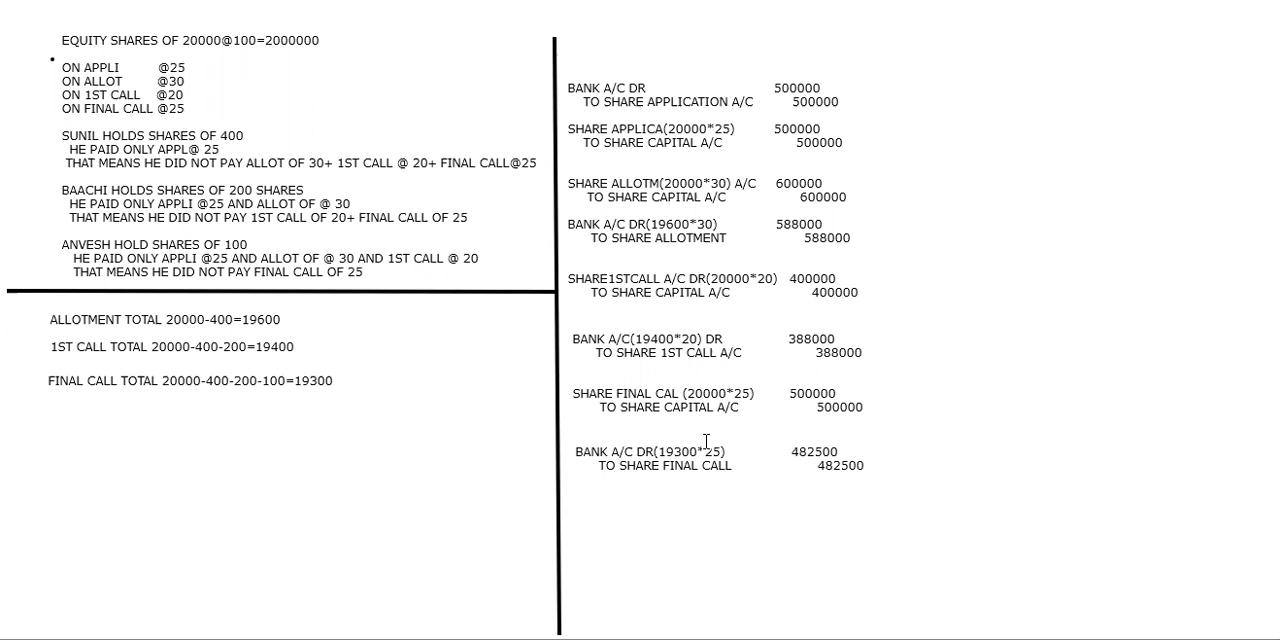 EQUITY SHARES OF 20000@100=2000000
ON APPLI @25
ON ALLOT @30
ON 1ST CALL @20
ON FINAL CALL @25
SUNIL HOLDS SHARES OF 400
HE PAID ONLY APPL@ 25
THAT MEANS HE DID NOT PAY ALLOT OF 30+ 1ST CALL @ 20+ FINAL CALL@25
BAACHI HOLDS SHARES OF 200 SHARES
HE PAID ONLY APPLI @25 AND ALLOT OF @ 30
THAT MEANS HE DID NOT PAY 1ST CALL OF 20+ FINAL CALL OF 25
ANVESH HOLD SHARES OF 100
HE PAID ONLY APPLI @25 AND ALLOT OF @ 30 AND 1ST CALL @ 20
THAT MEANS HE DID NOT PAY FINAL CALL OF 25
ALLOTMENT TOTAL 20000-400=19600
1ST CALL TOTAL 20000-400-200=19400
FINAL CALL TOTAL 20000-400-200-100=19300
BANK A/C DR 500000
TO SHARE APPLICATION A/C 500000
SHARE APPLICA(20000*25) 500000
TO SHARE CAPITAL A/C 500000
SHARE ALLOTM(20000*30) A/C 600000
TO SHARE CAPITAL A/C 600000
BANK A/C DR(19600*30) 588000
TO SHARE ALLOTMENT 588000
SHARE1STCALL A/C DR(20000*20) 400000
TO SHARE CAPITAL A/C 400000
BANK A/C(19400*20) DR 388000
TO SHARE 1ST CALL A/C 388000
SHARE FINAL CAL (20000*25) 500000
TO SHARE CAPITAL A/C 500000
BANK A/C DR(19300*25) 482500
TO SHARE FINAL CALL 482500